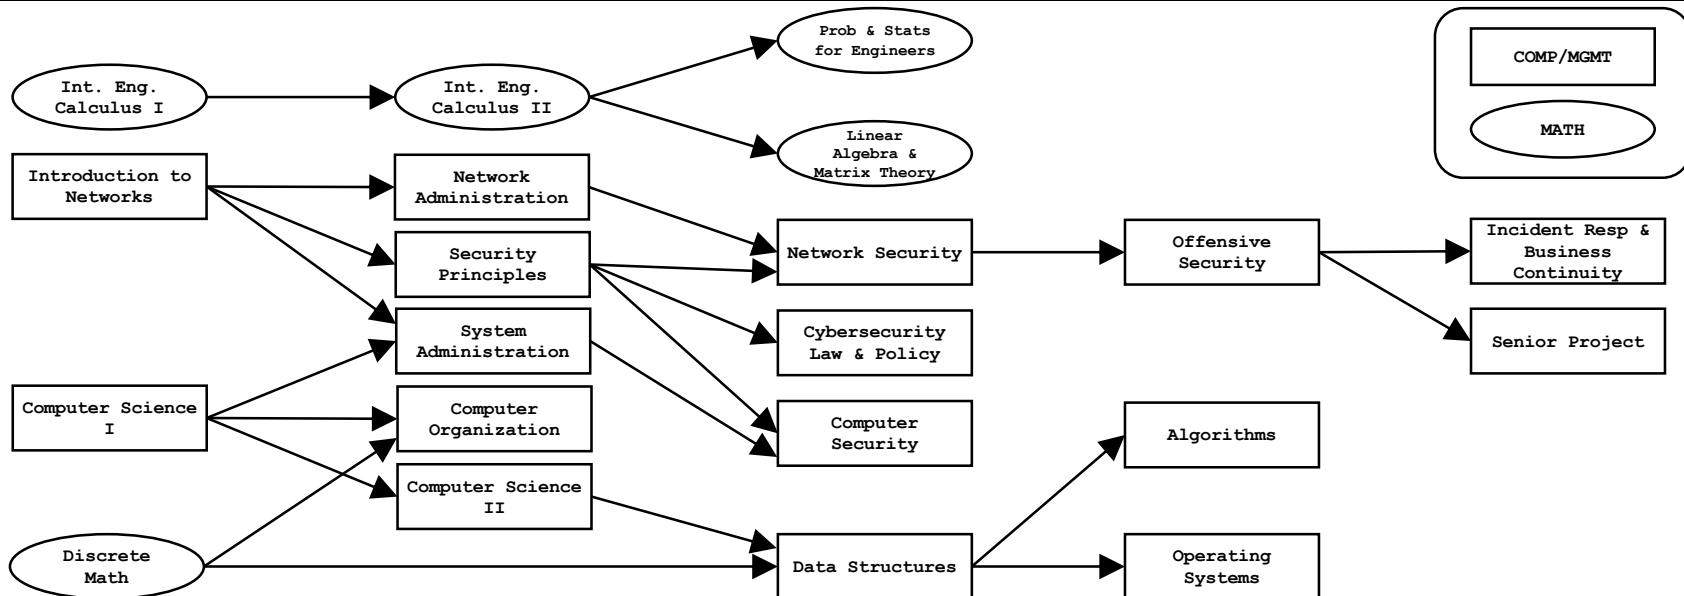 Prob & Stats
for Engineers
COMP/MGMT
Int. Eng.
Calculus I
Int. Eng.
Calculus II
MATH
Linear
Algebra &
Matrix Theory
Introduction to
Networks
Network
Administration
Security
Principles
Network Security
Offensive
Security
Incident Resp &
Business
Continuity
System
Administration
Cybersecurity
Law & Policy
Senior Project
Computer Science
I
Computer
Organization
Computer
Security
Algorithms
Computer Science
II
Discrete
Math
Data Structures
Operating
Systems